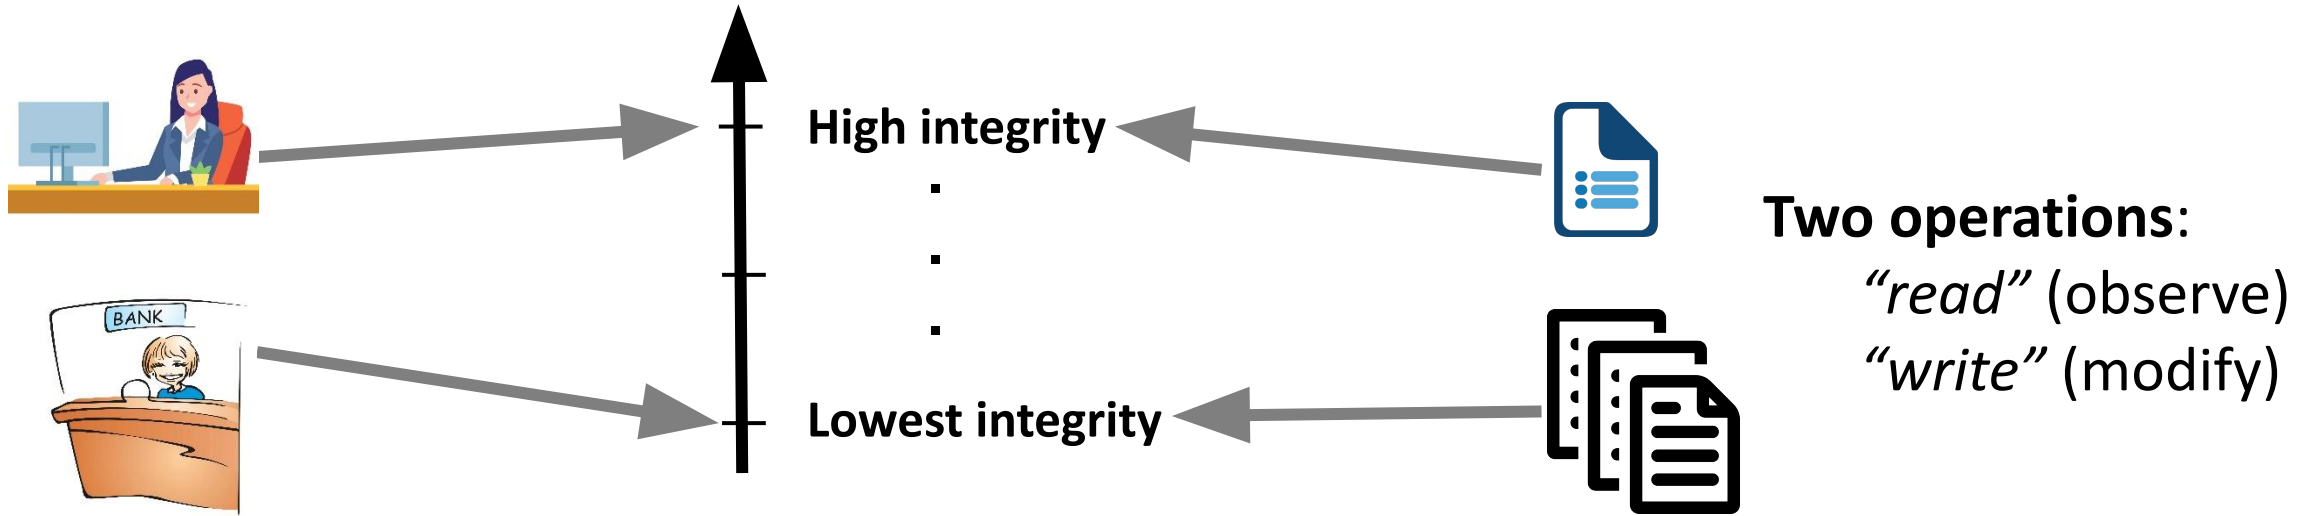 High integrity
BANK
Lowest integrity
Two operations:
“read” (observe)
“write” (modify)